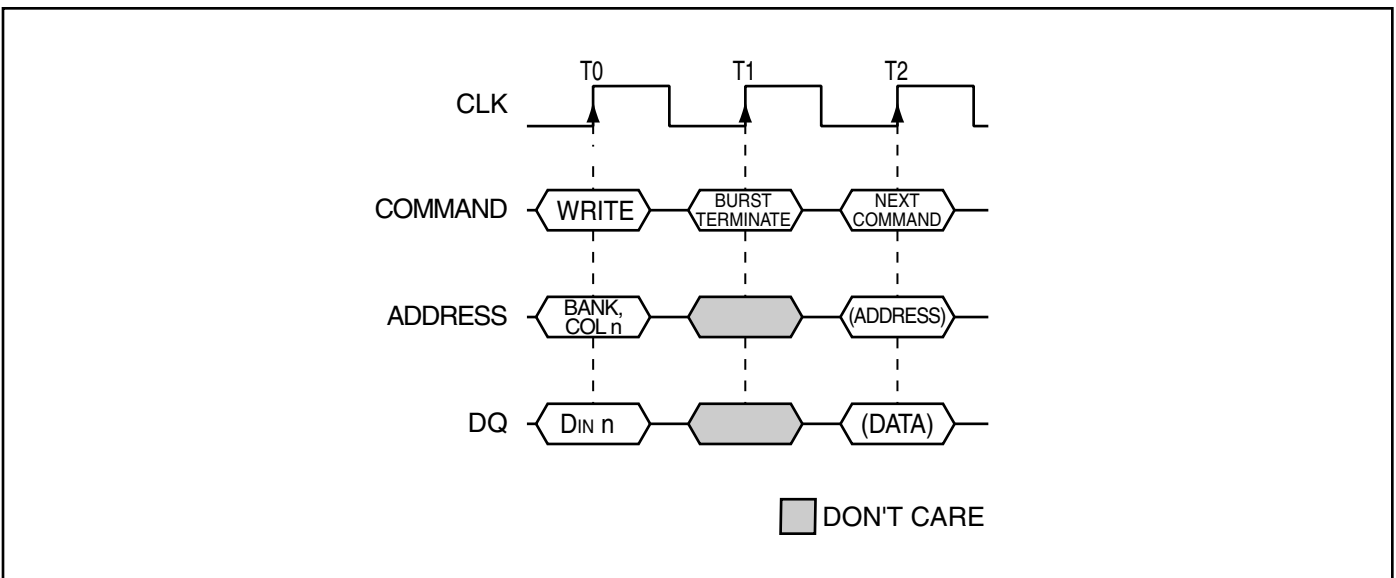 T0 T1 T2
CLK
COMMAND WRITE BURST TERMINATE NEXT COMMAND
ADDRESS BANK, COL n (ADDRESS)
DQ DIN n (DATA)
DON'T CARE